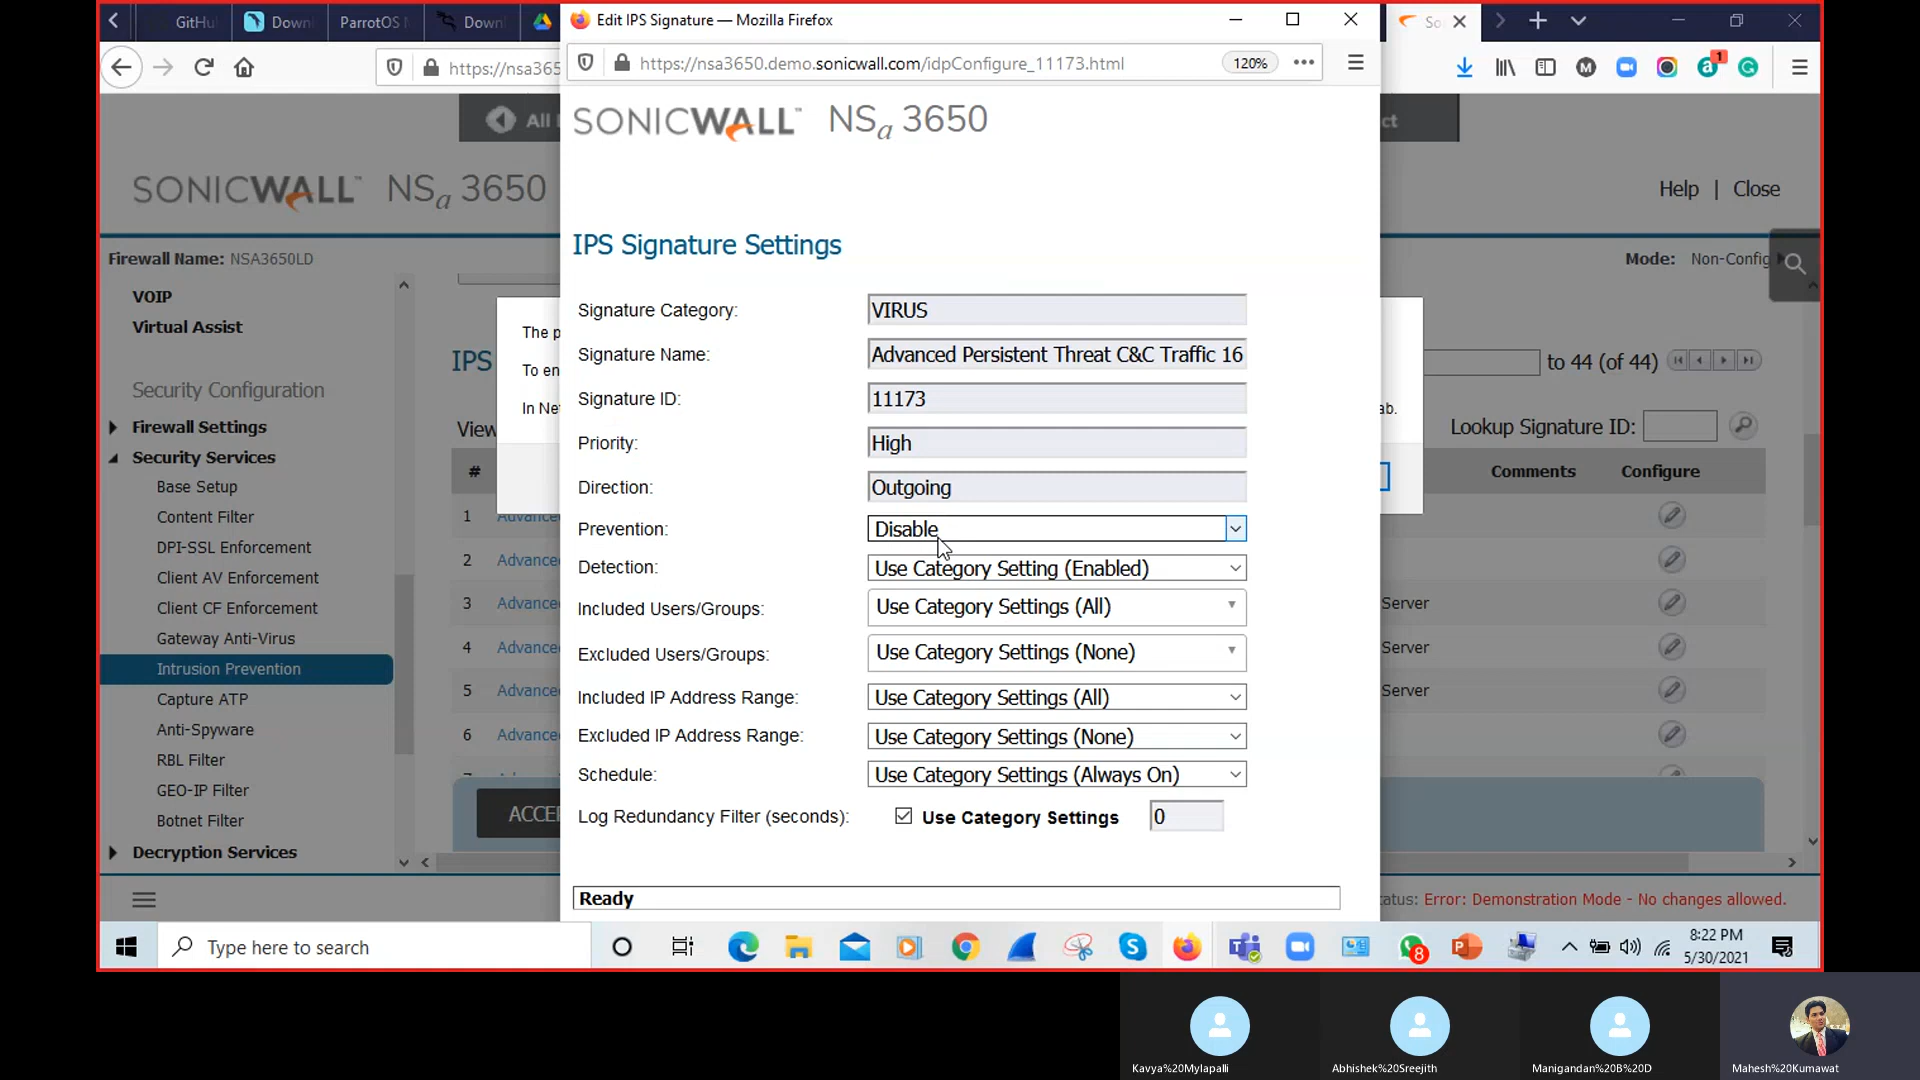 GitHu
Down
ParrotOS
Down
Edit IPS Signature — Mozilla Firefox
So
https://nsa36
https://nsa3650.demo.sonicwall.com/idpConfigure_11173.html
120%
1
All
ct
SONICWALL™ NSa 3650
SONICWALL™ NSa 3650
Help | Close
IPS Signature Settings
Firewall Name: NSA3650LD
Mode: Non-Config
VOIP
Virtual Assist
Security Configuration
Firewall Settings
Security Services
Base Setup
Content Filter
DPI-SSL Enforcement
Client AV Enforcement
Client CF Enforcement
Gateway Anti-Virus
Intrusion Prevention
Capture ATP
Anti-Spyware
RBL Filter
GEO-IP Filter
Botnet Filter
Decryption Services
The p
To en
In Ne
ab.
IPS
to 44 (of 44)
View
Lookup Signature ID:
#
Comments
Configure
1 Advanc
2 Advanc
3 Advance
Server
4 Advance
Server
5 Advance
Server
6 Advance
ACCEP
Signature Category: VIRUS
Signature Name: Advanced Persistent Threat C&C Traffic 16
Signature ID: 11173
Priority: High
Direction: Outgoing
Prevention: Disable
Detection: Use Category Setting (Enabled)
Included Users/Groups: Use Category Settings (All)
Excluded Users/Groups: Use Category Settings (None)
Included IP Address Range: Use Category Settings (All)
Excluded IP Address Range: Use Category Settings (None)
Schedule: Use Category Settings (Always On)
Log Redundancy Filter (seconds): Use Category Settings 0
Ready
tatus: Error: Demonstration Mode - No changes allowed.
Type here to search
8
8:22 PM
5/30/2021
Kavya%20Mylapalli
Abhishek%20Sreejith
Manigandan%20B%20D
Mahesh%20Kumawat